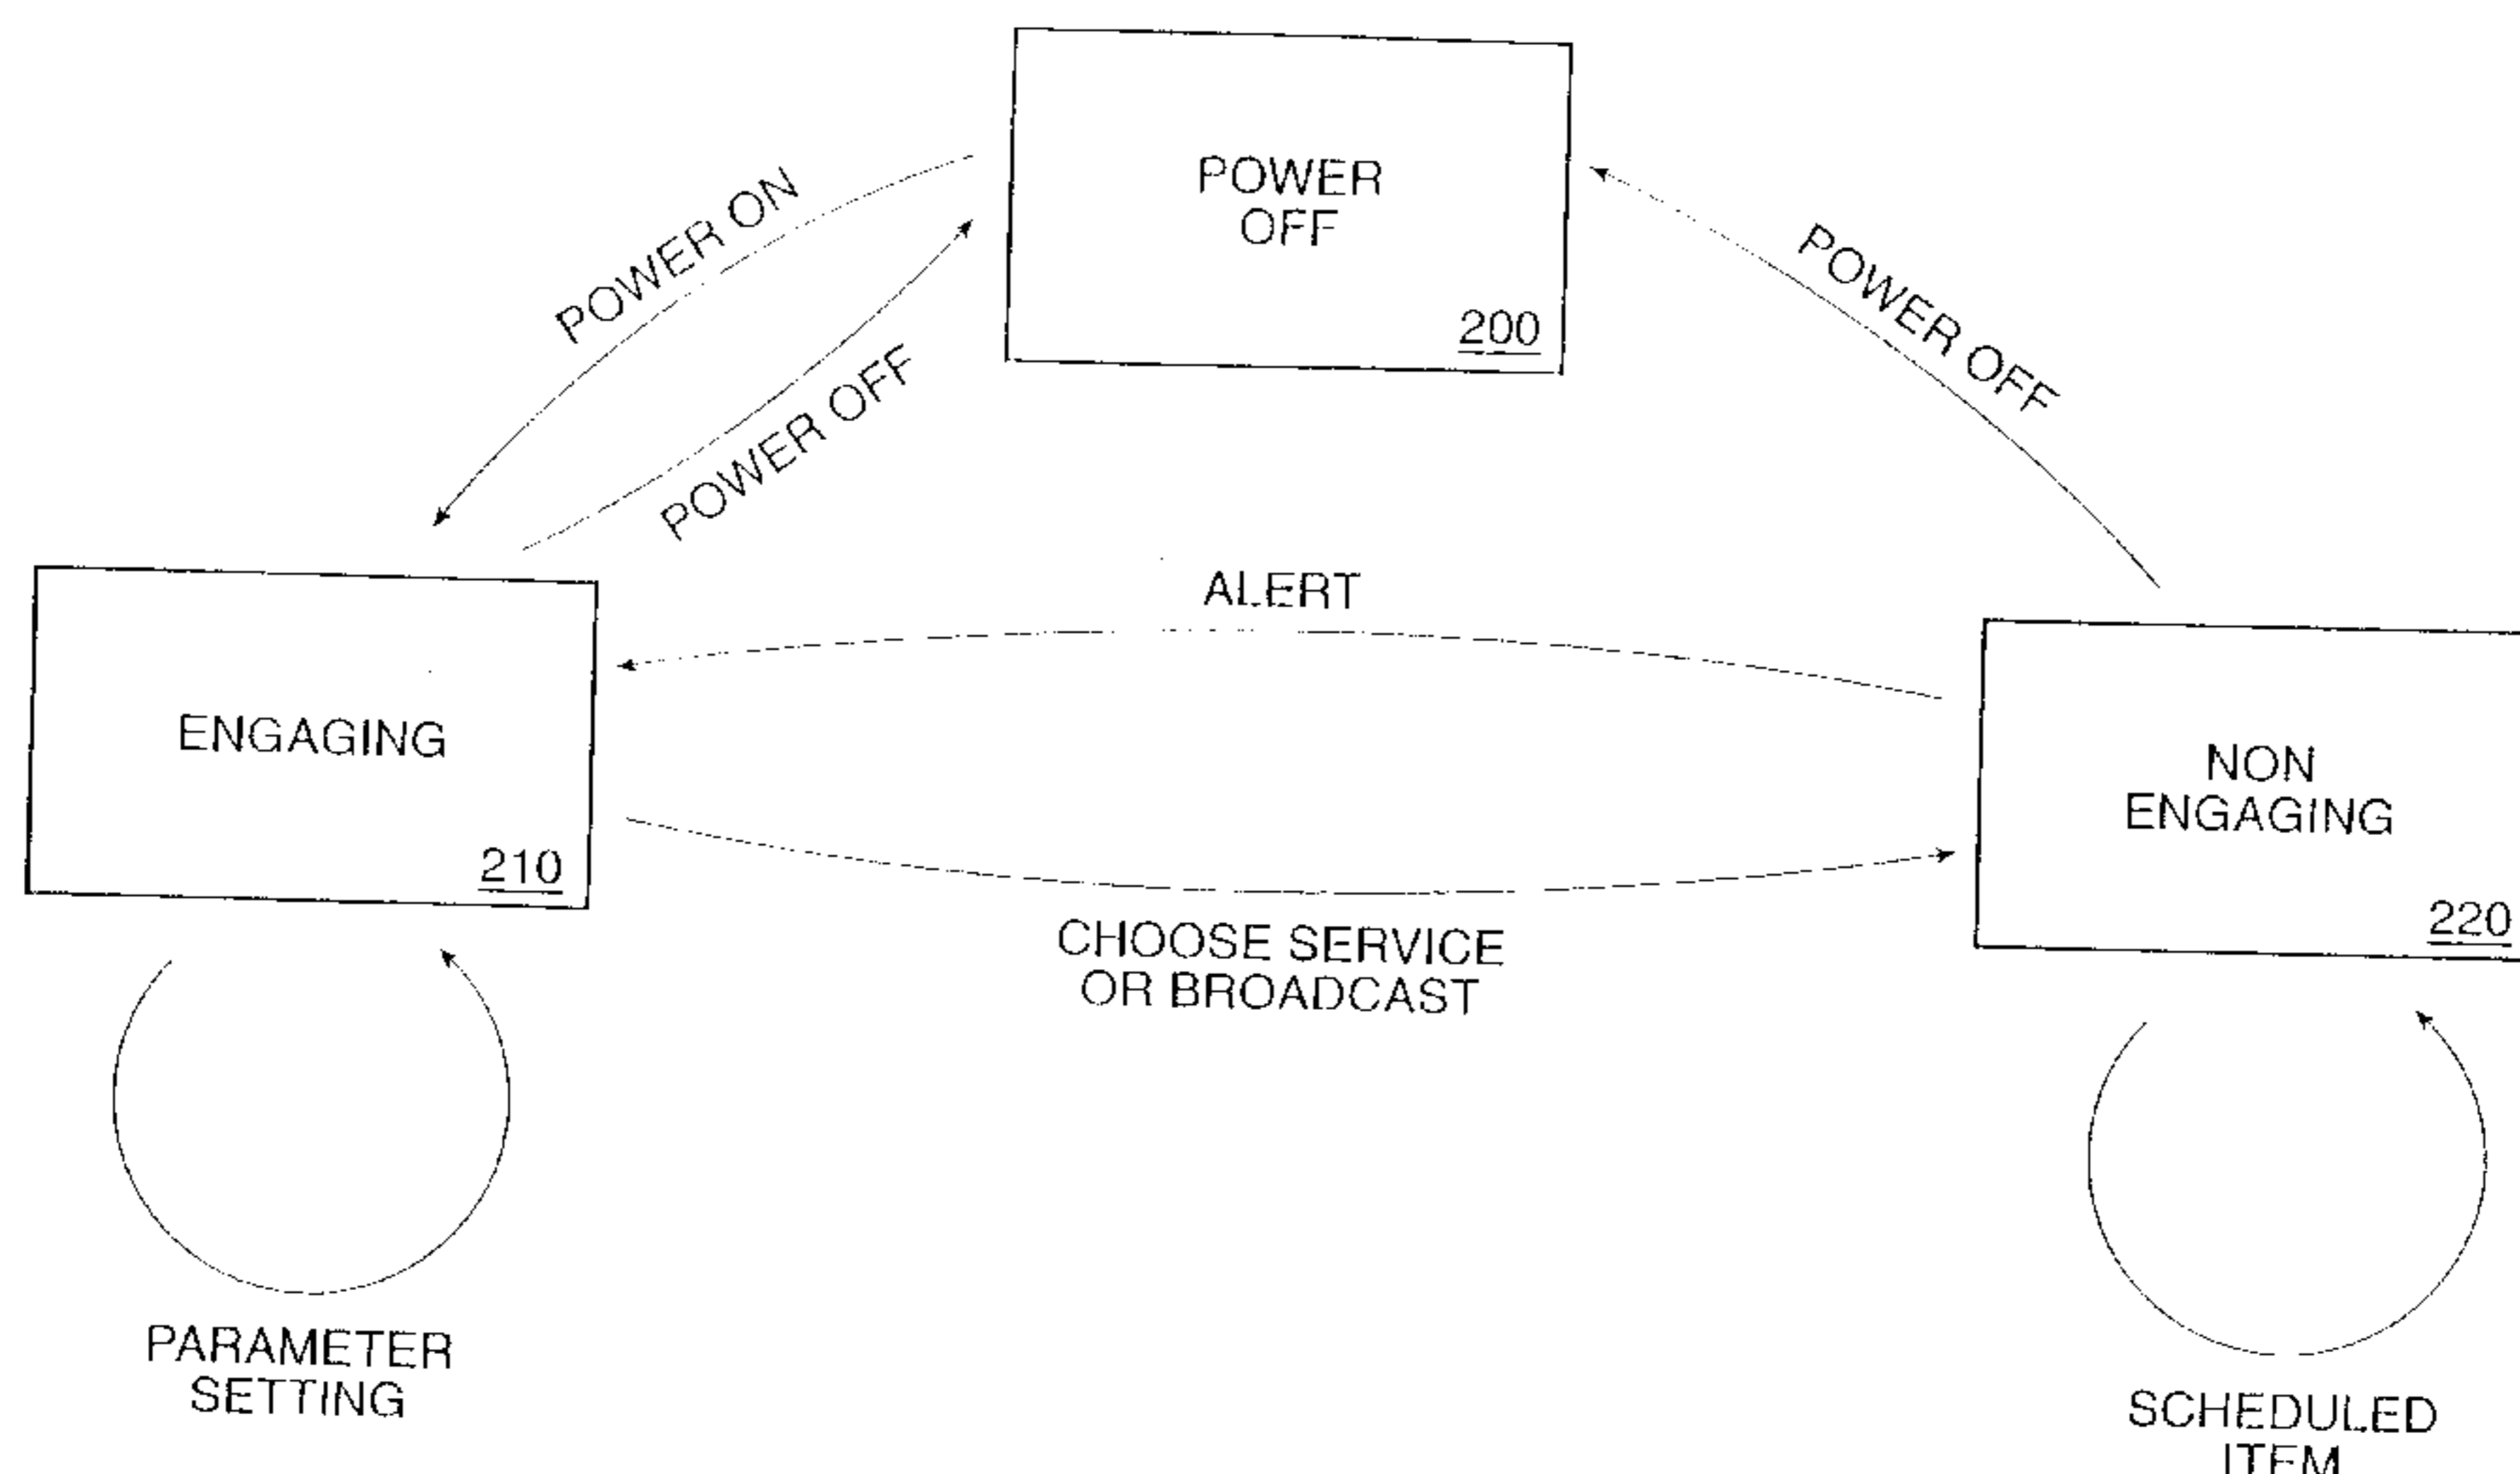 POWER
OFF
200
POWER ON
POWER OFF
POWER OFF
ALERT
ENGAGING
210
NON
ENGAGING
220
CHOOSE SERVICE
OR BROADCAST
PARAMETER
SETTING
SCHEDULED
ITEM